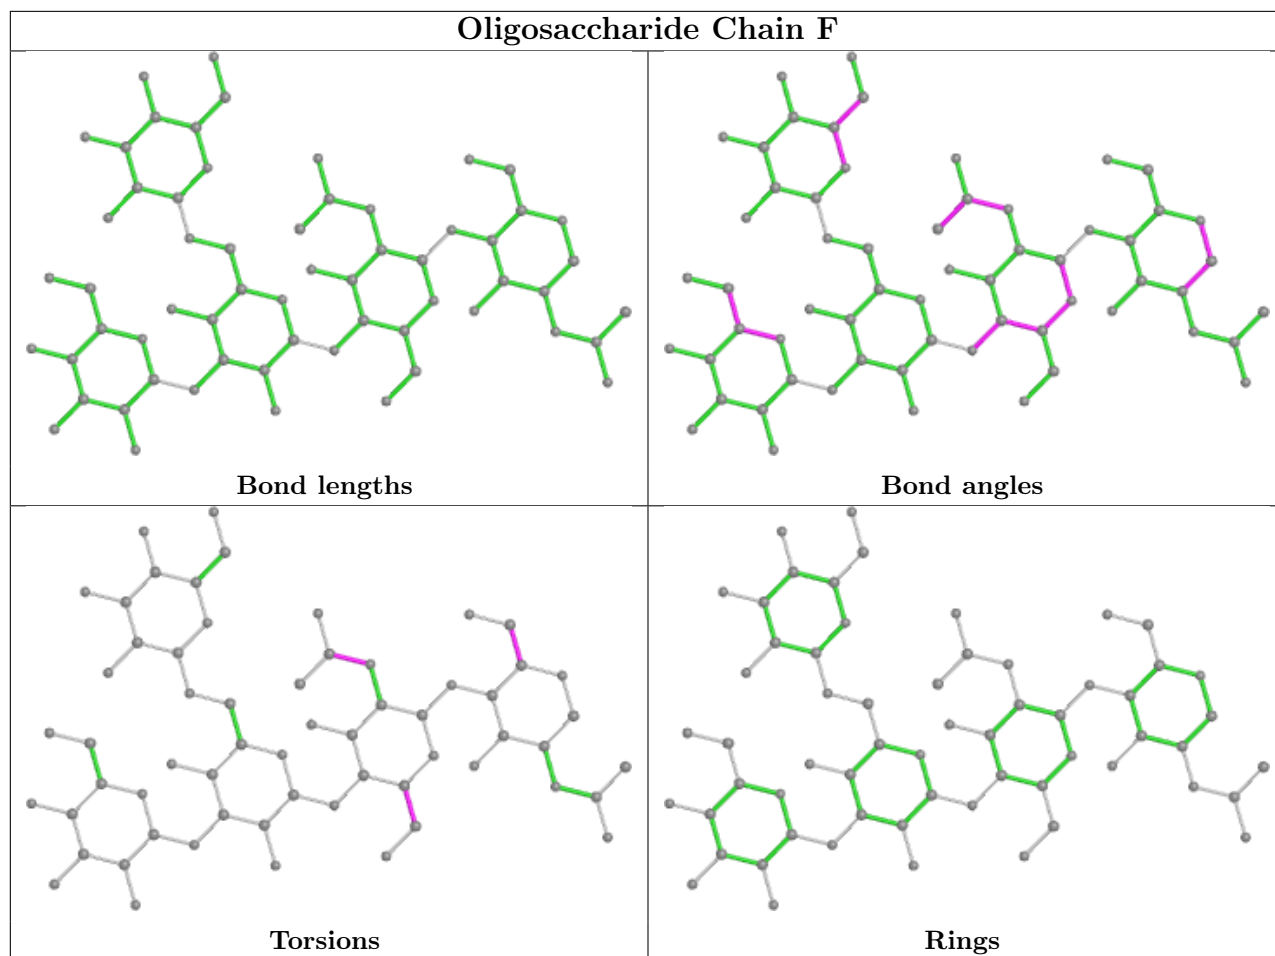 Oligosaccharide Chain F
Bond lengths
Bond angles
Torsions
Rings